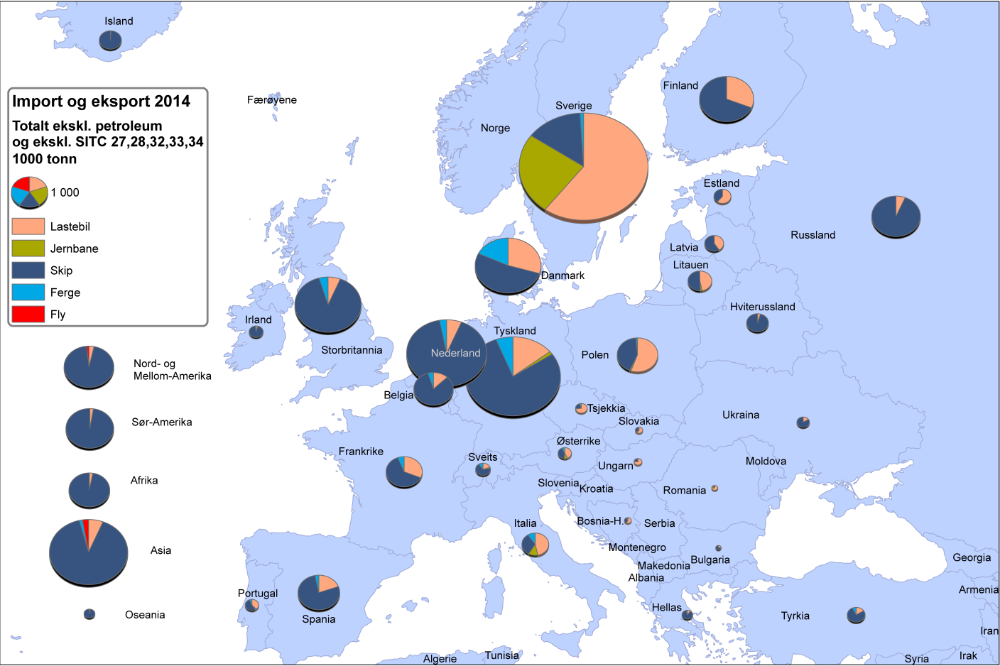 Island
Færøyene
Finland
Sverige
Norge
Import og eksport 2014
Totalt ekskl. petroleum
og ekskl. SITC 27,28,32,33,34
1000 tonn
1 000
Lastebil
Jernbane
Skip
Ferge
Fly
Estland
Russland
Latvia
Litauen
Danmark
Hviterussland
Irland
Storbritannia
Tyskland
Nederland
Polen
Nord- og
Mellom-Amerika
Belgia
Tsjekkia
Ukraina
Slovakia
Sør-Amerika
Østerrike
Frankrike
Sveits
Ungarn
Moldova
Afrika
Slovenia
Kroatia
Romania
Italia
Bosnia-H.
Serbia
Asia
Montenegro
Bulgaria
Georgia
Makedonia
Albania
Armenia
Portugal
Hellas
Oseania
Spania
Tyrkia
Iran
Algerie
Tunisia
Syria
Irak